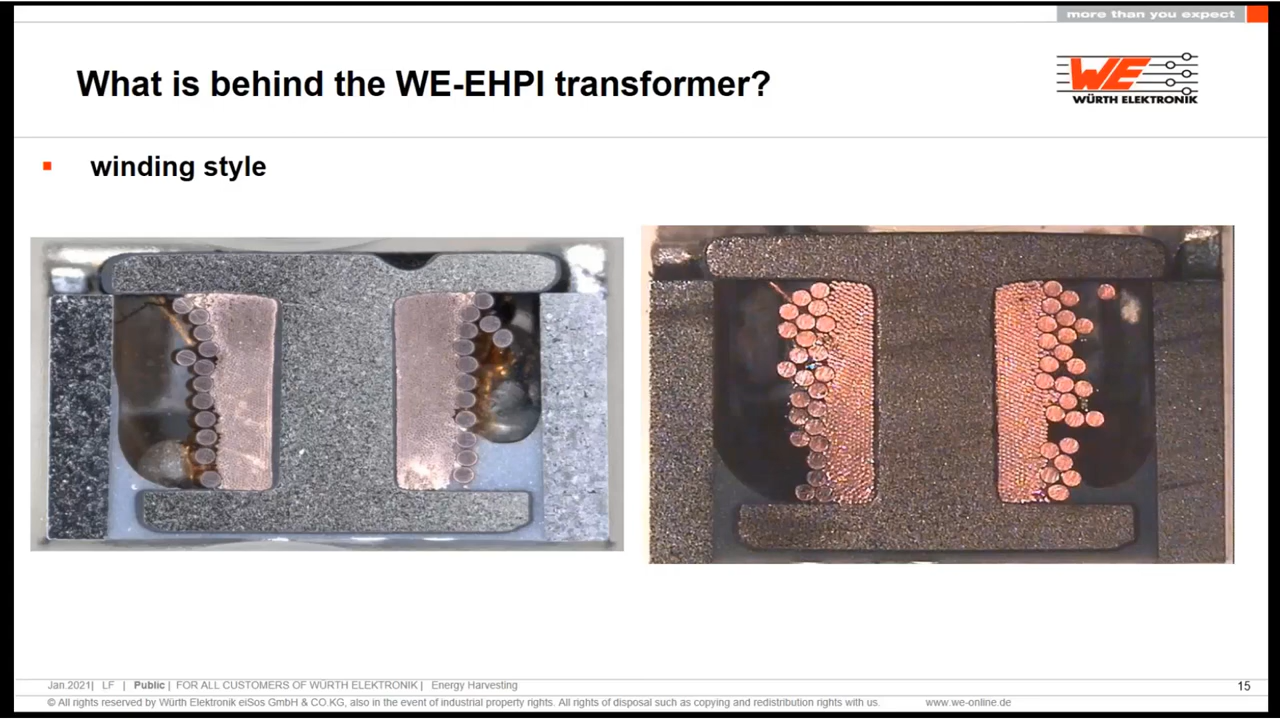 more than you expect
What is behind the WE-EHPI transformer?
WE
WÜRTH ELEKTRONIK
winding style
Jan.2021| LF | Public | FOR ALL CUSTOMERS OF WÜRTH ELEKTRONIK | Energy Harvesting
15
© All rights reserved by Würth Elektronik eiSos GmbH & CO.KG, also in the event of industrial property rights. All rights of disposal such as copying and redistribution rights with us. www.we-online.de